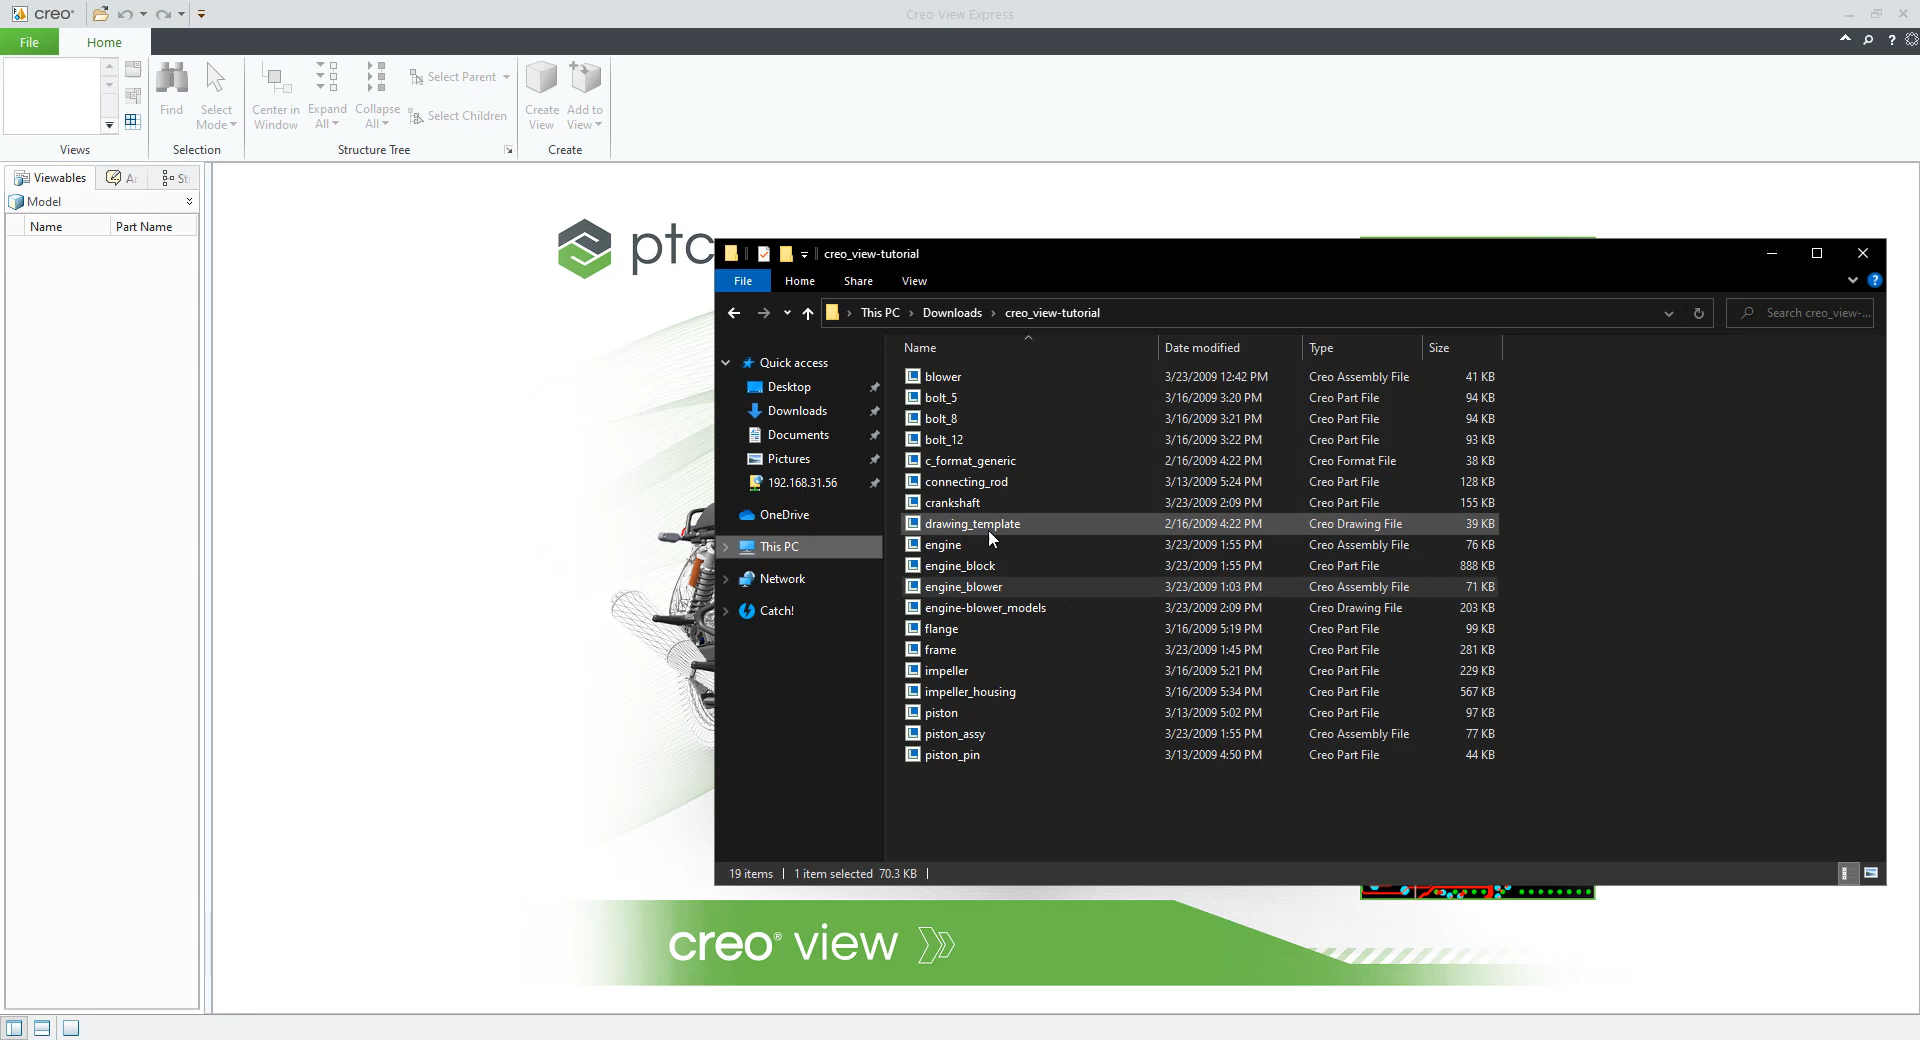 creo
Creo View Express
File
Home
?
Find
Select
Mode
Center in
Window
Expand
All
Collapse
All
Select Parent
Select Children
Create
View
Add to
View
Views
Selection
Structure Tree
Create
Viewables
Ar
St
Model
Name
Part Name
ptc
creo_view-tutorial
File
Home
Share
View
?
This PC
Downloads
creo_view-tutorial
Search creo_view-...
Quick access
Desktop
Downloads
Documents
Pictures
192.168.31.56
OneDrive
This PC
Network
Catch!
Name Date modified Type Size
blower 3/23/2009 12:42 PM Creo Assembly File 41 KB
bolt_5 3/16/2009 3:20 PM Creo Part File 94 KB
bolt_8 3/16/2009 3:21 PM Creo Part File 94 KB
bolt_12 3/16/2009 3:22 PM Creo Part File 93 KB
c_format_generic 2/16/2009 4:22 PM Creo Format File 38 KB
connecting_rod 3/13/2009 5:24 PM Creo Part File 128 KB
crankshaft 3/23/2009 2:09 PM Creo Part File 155 KB
drawing_template 2/16/2009 4:22 PM Creo Drawing File 39 KB
engine 3/23/2009 1:55 PM Creo Assembly File 76 KB
engine_block 3/23/2009 1:55 PM Creo Part File 888 KB
engine_blower 3/23/2009 1:03 PM Creo Assembly File 71 KB
engine-blower_models 3/23/2009 2:09 PM Creo Drawing File 203 KB
flange 3/16/2009 5:19 PM Creo Part File 99 KB
frame 3/23/2009 1:45 PM Creo Part File 281 KB
impeller 3/16/2009 5:21 PM Creo Part File 229 KB
impeller_housing 3/16/2009 5:34 PM Creo Part File 567 KB
piston 3/13/2009 5:02 PM Creo Part File 97 KB
piston_assy 3/23/2009 1:55 PM Creo Assembly File 77 KB
piston_pin 3/13/2009 4:50 PM Creo Part File 44 KB
19 items 1 item selected 70.3 KB
creo® view